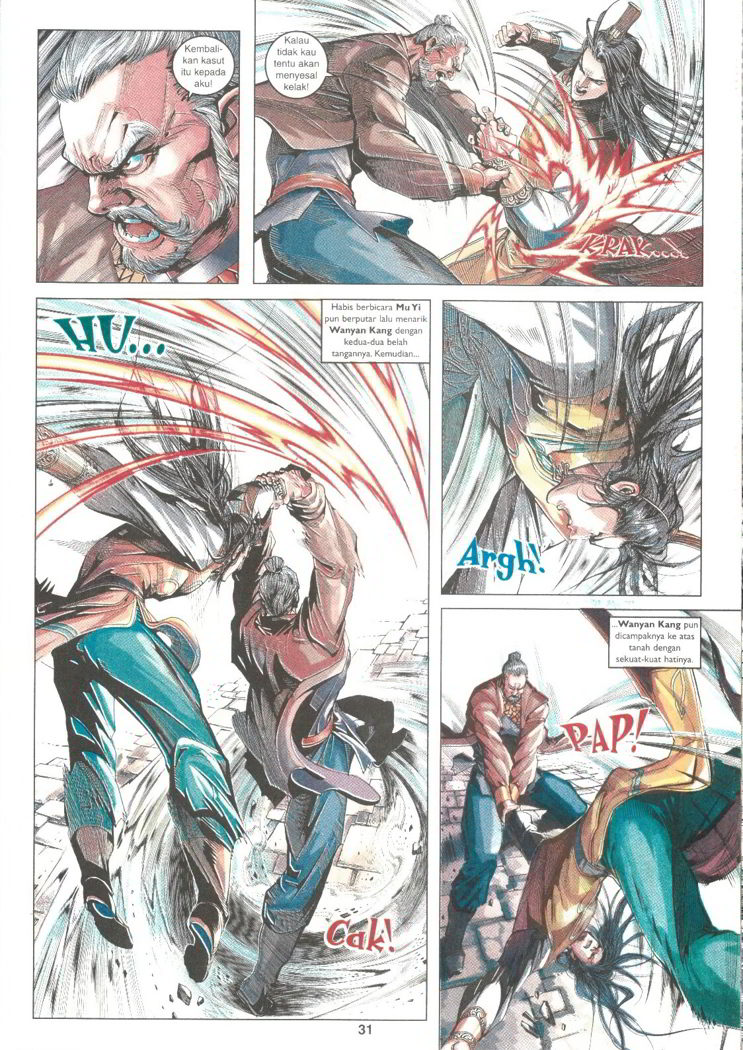 Kembali-
kan kasut
itu kepada
aku!
Kalau
tidak kau
tentu akan
menyesal
kelak!
KRAK...!
HU...
Habis berbicara Mu Yi
pun berputar lalu menarik
Wanyan Kang dengan
kedua-dua belah
tangannya. Kemudian...
Argh!
Cak!
...Wanyan Kang pun
dicampaknya ke atas
tanah dengan
sekuat-kuat hatinya.
PAP!
31